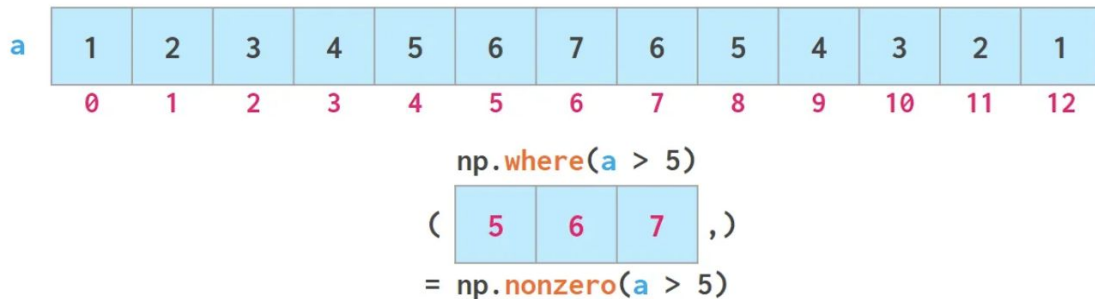 a 1 2 3 4 5 6 7 6 5 4 3 2 1
0 1 2 3 4 5 6 7 8 9 10 11 12
np.where(a > 5)
( 5 6 7 ,)
= np.nonzero(a > 5)